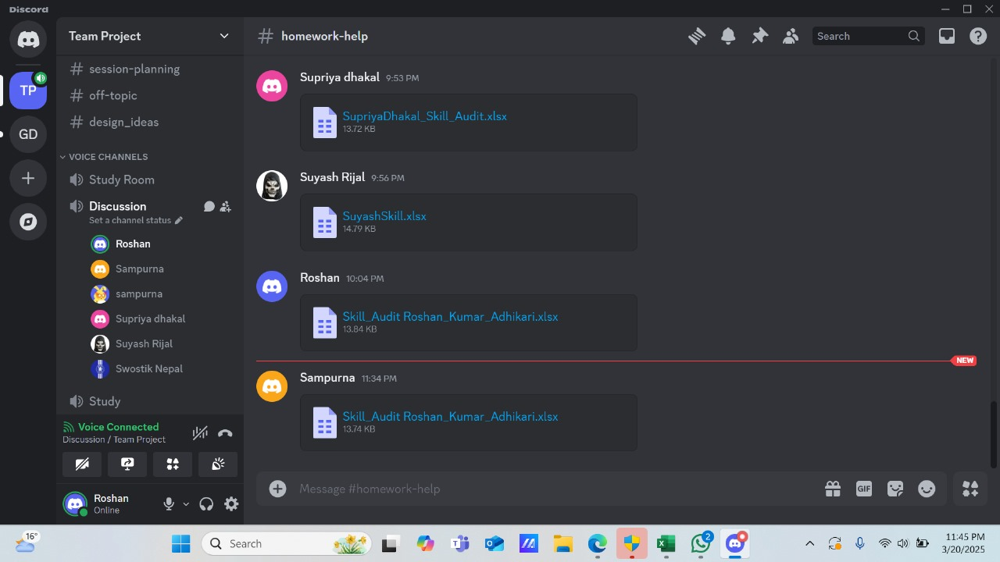 Discord
Team Project
# homework-help
Search
# session-planning
# off-topic
# design_ideas
VOICE CHANNELS
Study Room
Discussion
Set a channel status
Roshan
Sampurna
sampurna
Supriya dhakal
Suyash Rijal
Swostik Nepal
Study
Voice Connected
Discussion / Team Project
Roshan
Online
TP
GD
Supriya dhakal 9:53 PM
SupriyaDhakal_Skill_Audit.xlsx
13.72 KB
Suyash Rijal 9:56 PM
SuyashSkill.xlsx
14.79 KB
Roshan 10:04 PM
Skill_Audit Roshan_Kumar_Adhikari.xlsx
13.84 KB
NEW
Sampurna 11:34 PM
Skill_Audit Roshan_Kumar_Adhikari.xlsx
13.74 KB
Message #homework-help
GIF
16°
Search
2
11:45 PM
3/20/2025